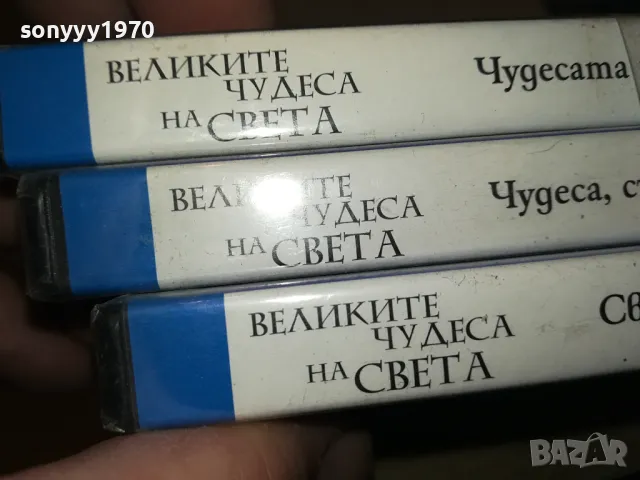 sonyyy1970
ВЕЛИКИТЕ
ЧУДЕСА
НА СВЕТА
Чудесата
ВЕЛИКИТЕ
ЧУДЕСА
НА СВЕТА
Чудеса,
ВЕЛИКИТЕ
ЧУДЕСА
НА СВЕТА
BAZAR